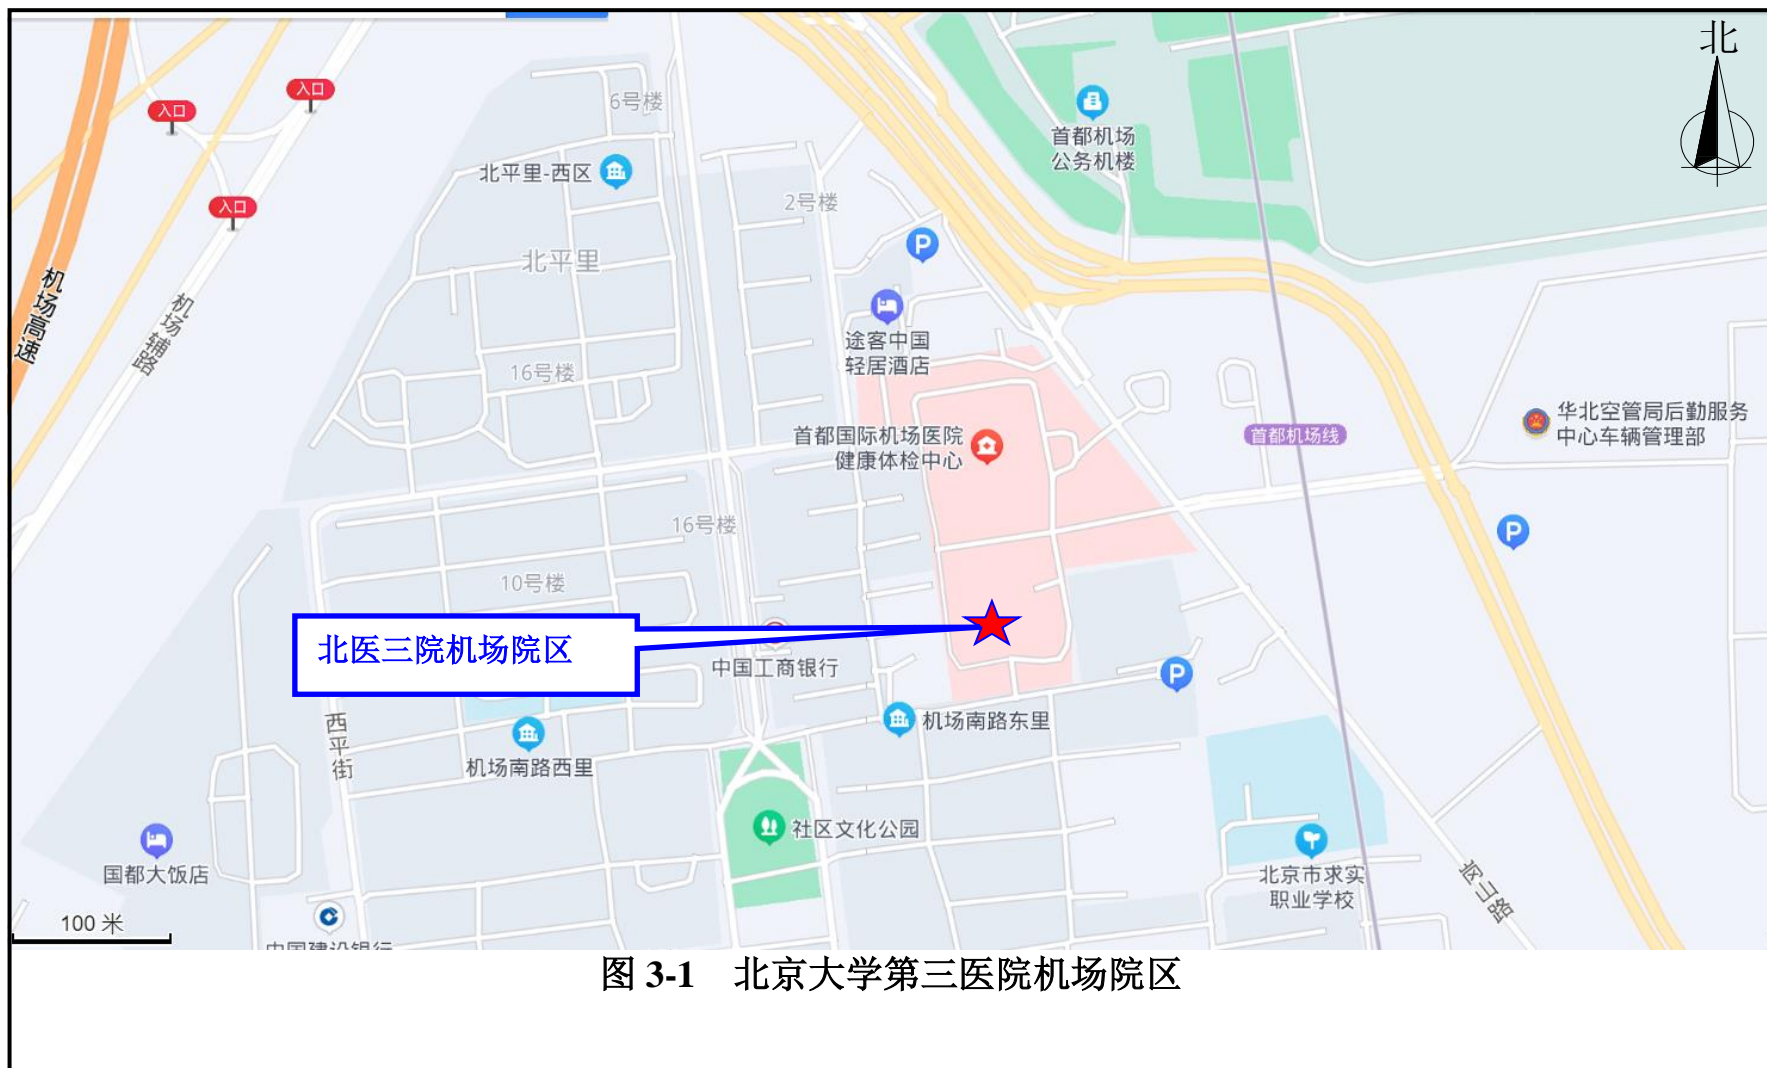 北
入口
入口
入口
6号楼
首都机场
公务机楼
北平里-西区
2号楼
北平里
P
机场高速
机场辅路
途客中国
轻居酒店
16号楼
首都国际机场医院
健康体检中心
首都机场线
华北空管局后勤服务
中心车辆管理部
16号楼
P
10号楼
北医三院机场院区
中国工商银行
P
西平街
机场南路东里
机场南路西里
社区文化公园
国都大饭店
北京市求实
职业学校
100 米
中国建设银行
图 3-1 北京大学第三医院机场院区